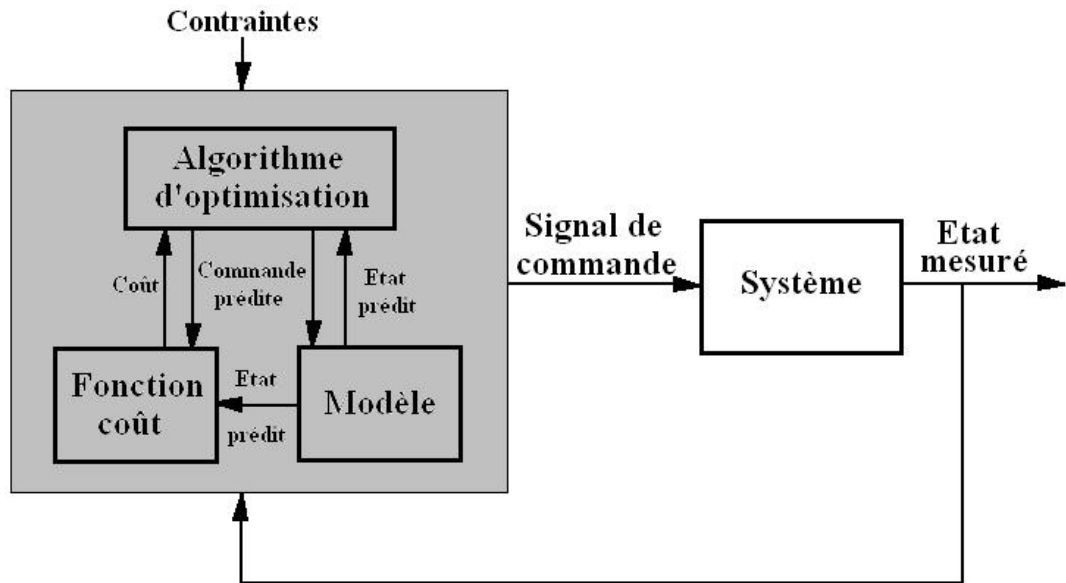 Contraintes
Algorithme
d'optimisation
Signal de
commande
Etat
mesuré
Système
Coût
Commande
prédite
Etat
prédit
Fonction
coût
Etat
prédit
Modèle